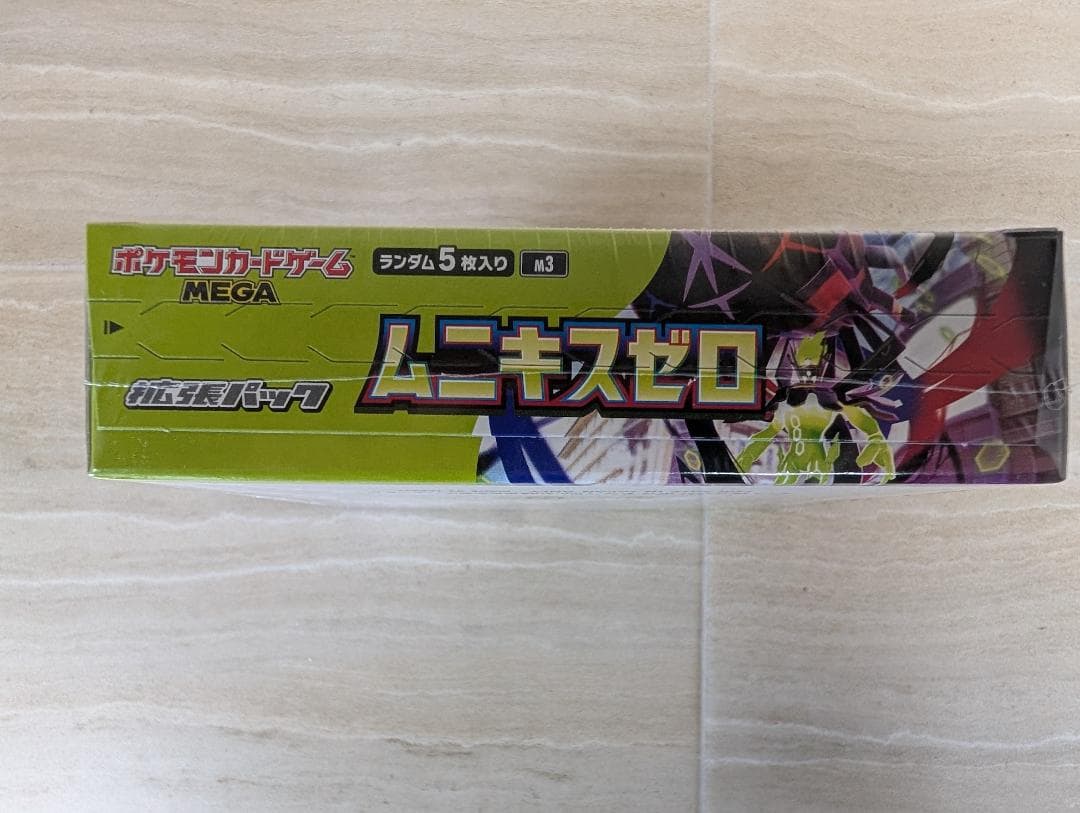 ポケモンカードゲーム
MEGA
ランダム5枚入り
M3
拡張パック
ムニキスゼロ